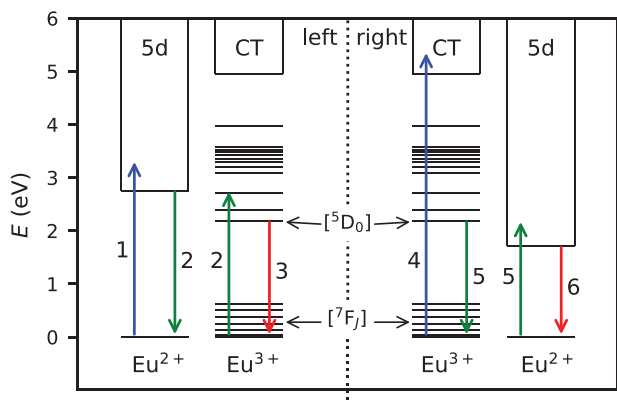 6
5
4
3
2
1
0
E (eV)
left
right
5d
CT
CT
5d
1
2
2
3
4
5
5
6
[⁵D₀]
[⁷F_J]
Eu²⁺
Eu³⁺
Eu³⁺
Eu²⁺